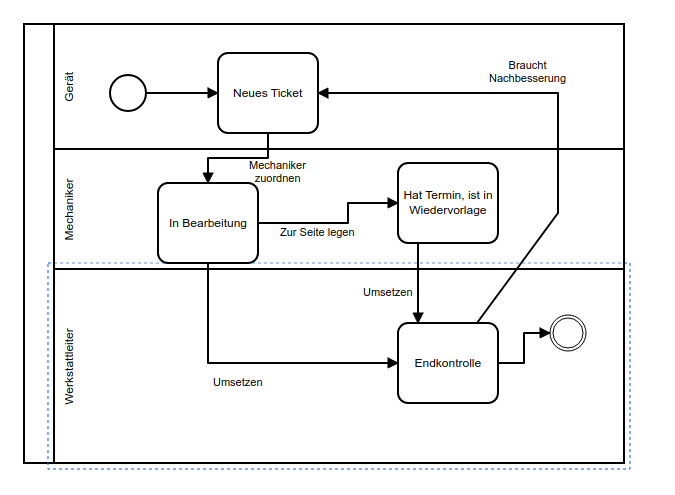 Gerät
Neues Ticket
Braucht
Nachbesserung
Mechaniker
Mechaniker
zuordnen
In Bearbeitung
Zur Seite legen
Hat Termin, ist in
Wiedervorlage
Werkstattleiter
Umsetzen
Umsetzen
Endkontrolle